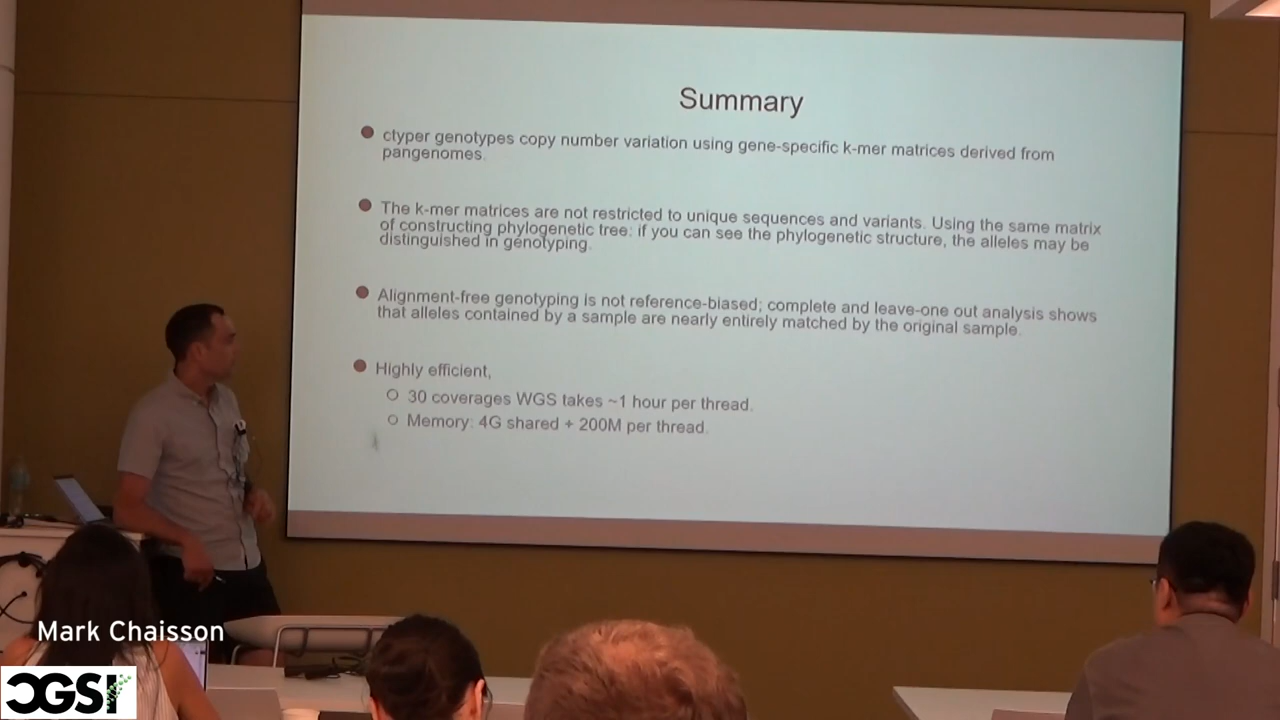 Summary
ctyper genotypes copy number variation using gene-specific k-mer matrices derived from
pangenomes.
The k-mer matrices are not restricted to unique sequences and variants. Using the same matrix
of constructing phylogenetic tree: if you can see the phylogenetic structure, the alleles may be
distinguished in genotyping.
Alignment-free genotyping is not reference-biased; complete and leave-one out analysis shows
that alleles contained by a sample are nearly entirely matched by the original sample.
Highly efficient,
30 coverages WGS takes ~1 hour per thread.
Memory: 4G shared + 200M per thread.
Mark Chaisson
CGSI